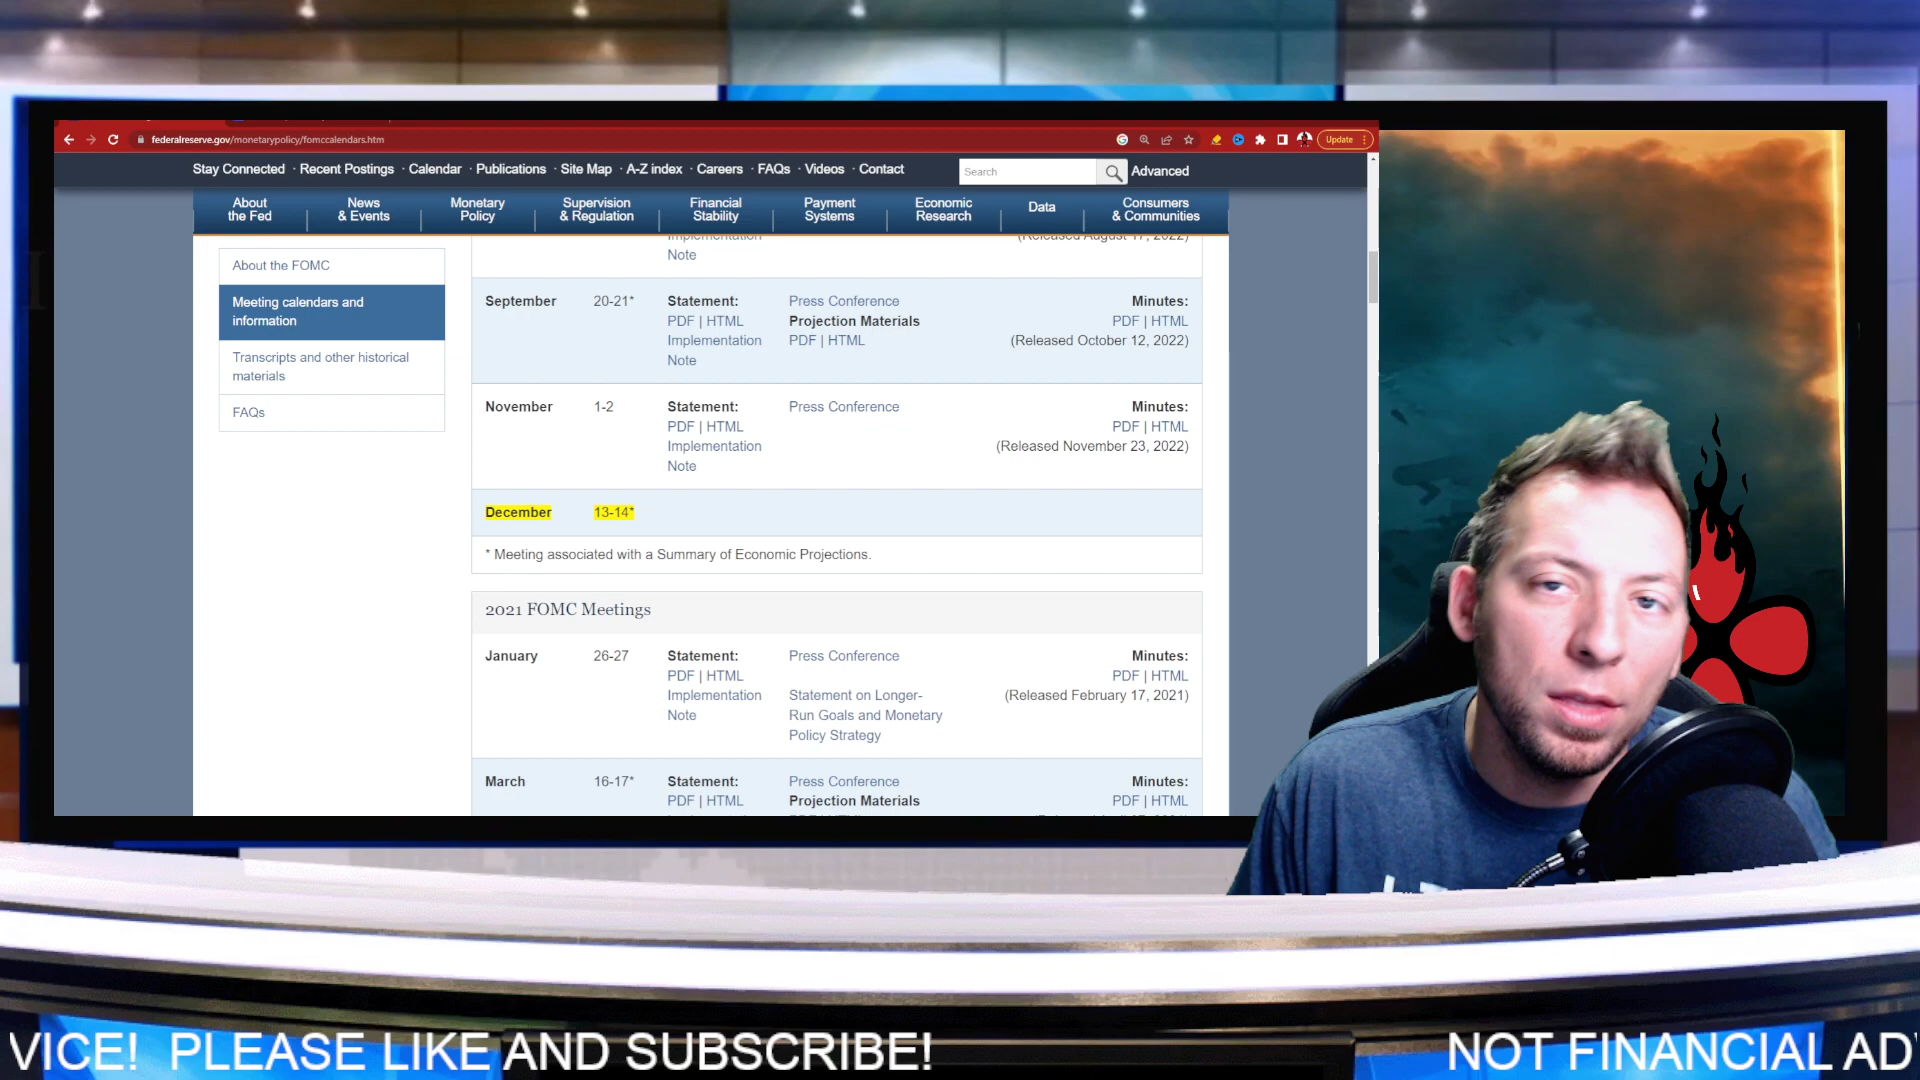 federalreserve.gov/monetarypolicy/fomccalendars.htm
Update
Stay Connected · Recent Postings · Calendar · Publications · Site Map · A-Z index · Careers · FAQs · Videos · Contact
Search
Advanced
About
the Fed
News
& Events
Monetary
Policy
Supervision
& Regulation
Financial
Stability
Payment
Systems
Economic
Research
Data
Consumers
& Communities
About the FOMC
Meeting calendars and
information
Transcripts and other historical
materials
FAQs
Implementation
Note
(Released August 17, 2022)
September
20-21*
Statement:
PDF | HTML
Implementation
Note
Press Conference
Projection Materials
PDF | HTML
Minutes:
PDF | HTML
(Released October 12, 2022)
November
1-2
Statement:
PDF | HTML
Implementation
Note
Press Conference
Minutes:
PDF | HTML
(Released November 23, 2022)
December
13-14*
* Meeting associated with a Summary of Economic Projections.
2021 FOMC Meetings
January
26-27
Statement:
PDF | HTML
Implementation
Note
Press Conference
Statement on Longer-
Run Goals and Monetary
Policy Strategy
Minutes:
PDF | HTML
(Released February 17, 2021)
March
16-17*
Statement:
PDF | HTML
Press Conference
Projection Materials
Minutes:
PDF | HTML
VICE! PLEASE LIKE AND SUBSCRIBE!
NOT FINANCIAL AD